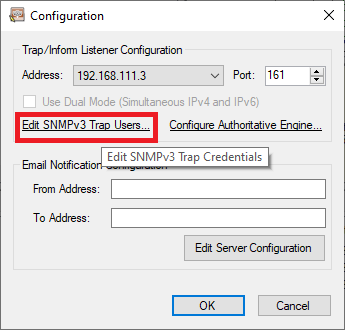 Configuration
Trap/Inform Listener Configuration
Address: 192.168.111.3 Port: 161
Use Dual Mode (Simultaneous IPv4 and IPv6)
Edit SNMPv3 Trap Users... Configure Authoritative Engine...
Edit SNMPv3 Trap Credentials
Email Notification Configuration
From Address:
To Address:
Edit Server Configuration
OK Cancel